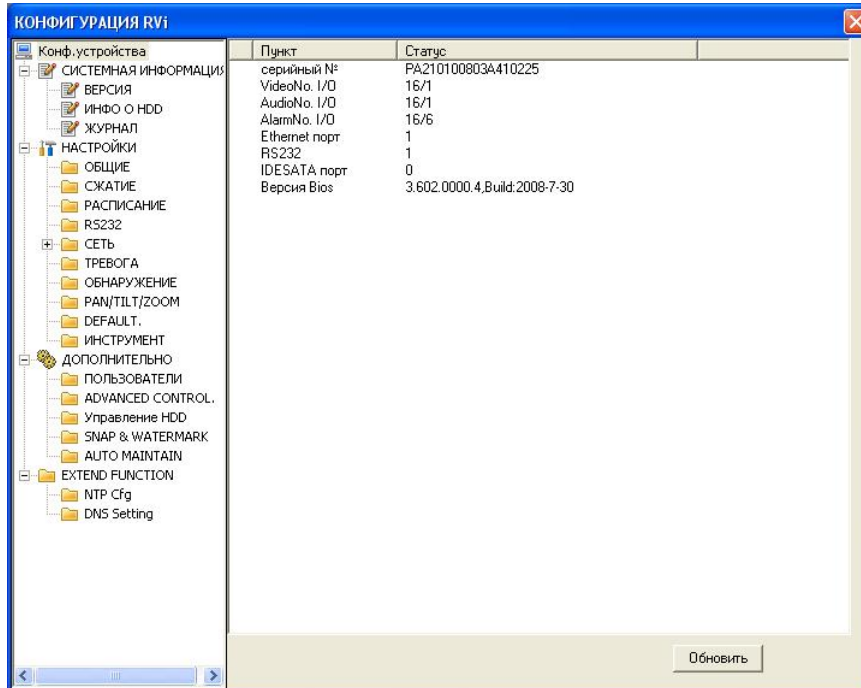 КОНФИГУРАЦИЯ RVi
Конф.устройства
СИСТЕМНАЯ ИНФОРМАЦИЯ
ВЕРСИЯ
ИНФО О HDD
ЖУРНАЛ
НАСТРОЙКИ
ОБЩИЕ
СЖАТИЕ
РАСПИСАНИЕ
RS232
СЕТЬ
ТРЕВОГА
ОБНАРУЖЕНИЕ
PAN/TILT/ZOOM
DEFAULT.
ИНСТРУМЕНТ
ДОПОЛНИТЕЛЬНО
ПОЛЬЗОВАТЕЛИ
ADVANCED CONTROL.
Управление HDD
SNAP & WATERMARK
AUTO MAINTAIN
EXTEND FUNCTION
NTP Cfg
DNS Setting
Пункт Статус
серийный № PA210100803A410225
VideoNo. I/O 16/1
AudioNo. I/O 16/1
AlarmNo. I/O 16/6
Ethernet порт 1
RS232 1
IDESATA порт 0
Версия Bios 3.602.0000.4,Build:2008-7-30
Обновить